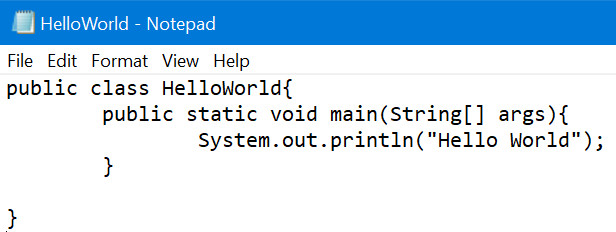 HelloWorld - Notepad
File Edit Format View Help
public class HelloWorld{
        public static void main(String[] args){
                System.out.println("Hello World");
        }

}